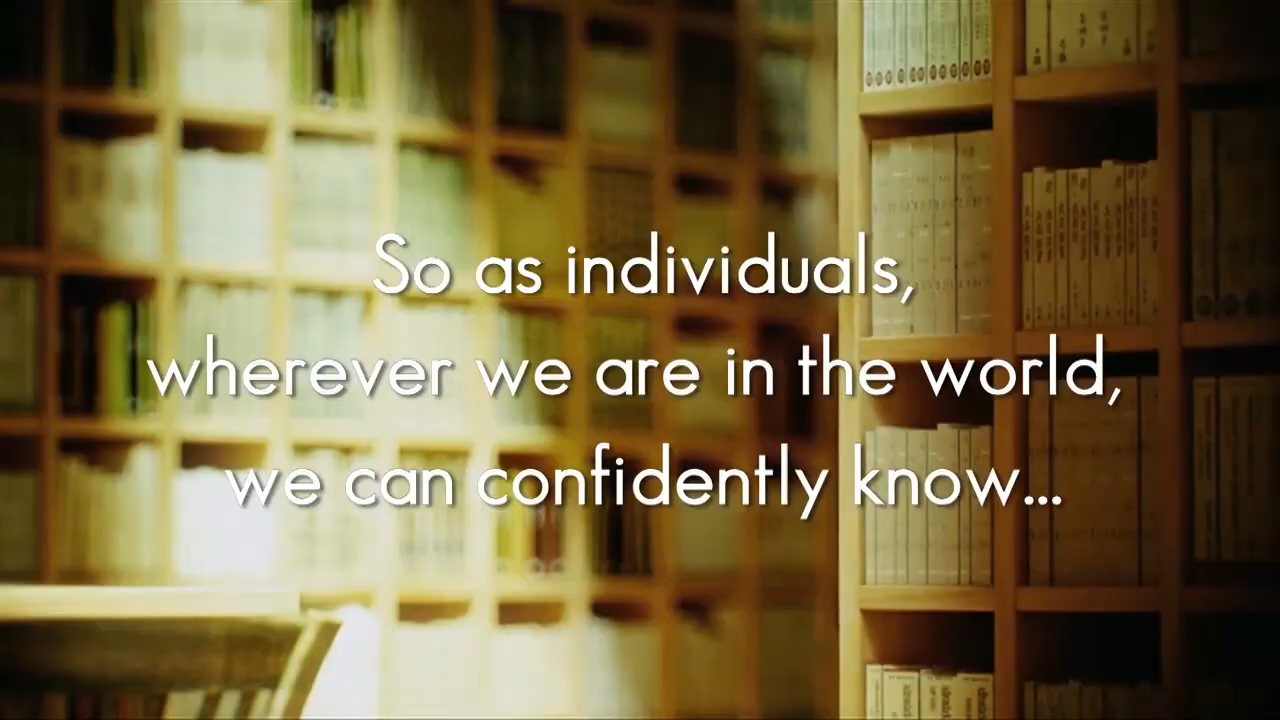 So as individuals,
wherever we are in the world,
we can confidently know...